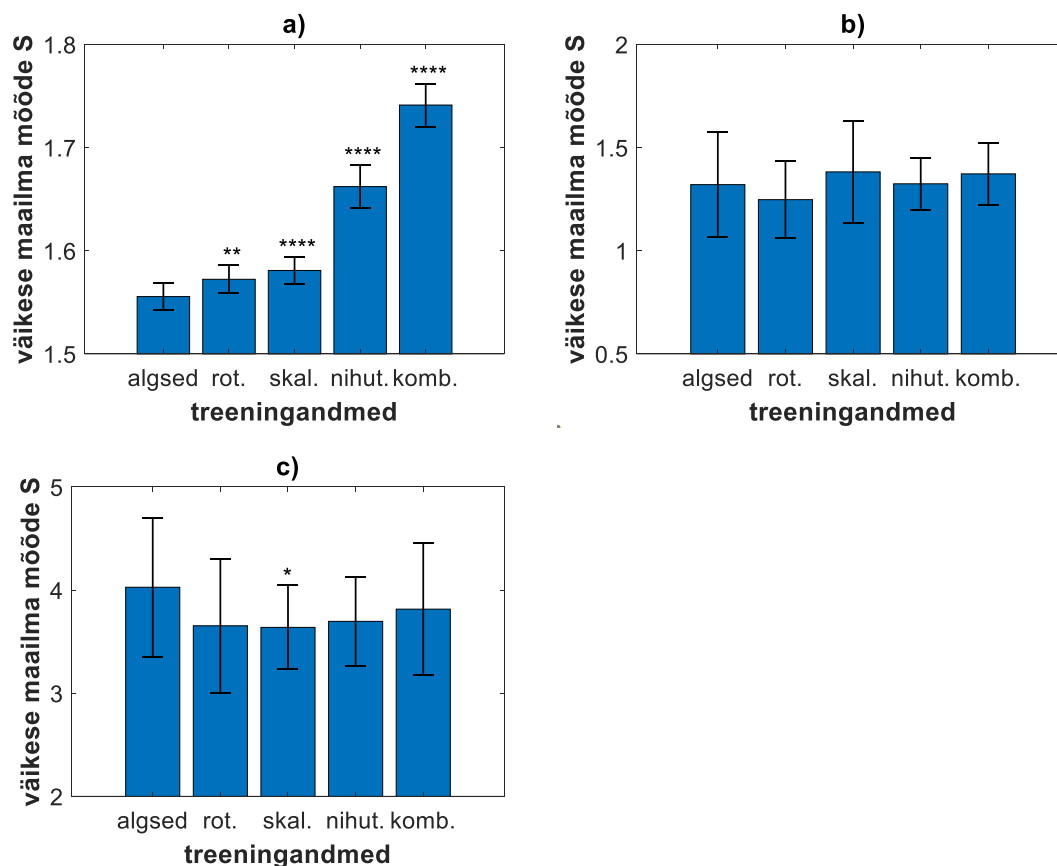 a)
väikese maailma mõõde S
1.8
1.7
1.6
1.5
**
****
****
****
algsed rot. skal. nihut. komb.
treeningandmed
b)
väikese maailma mõõde S
2
1.5
1
0.5
algsed rot. skal. nihut. komb.
treeningandmed
c)
väikese maailma mõõde S
5
4
3
2
*
algsed rot. skal. nihut. komb.
treeningandmed